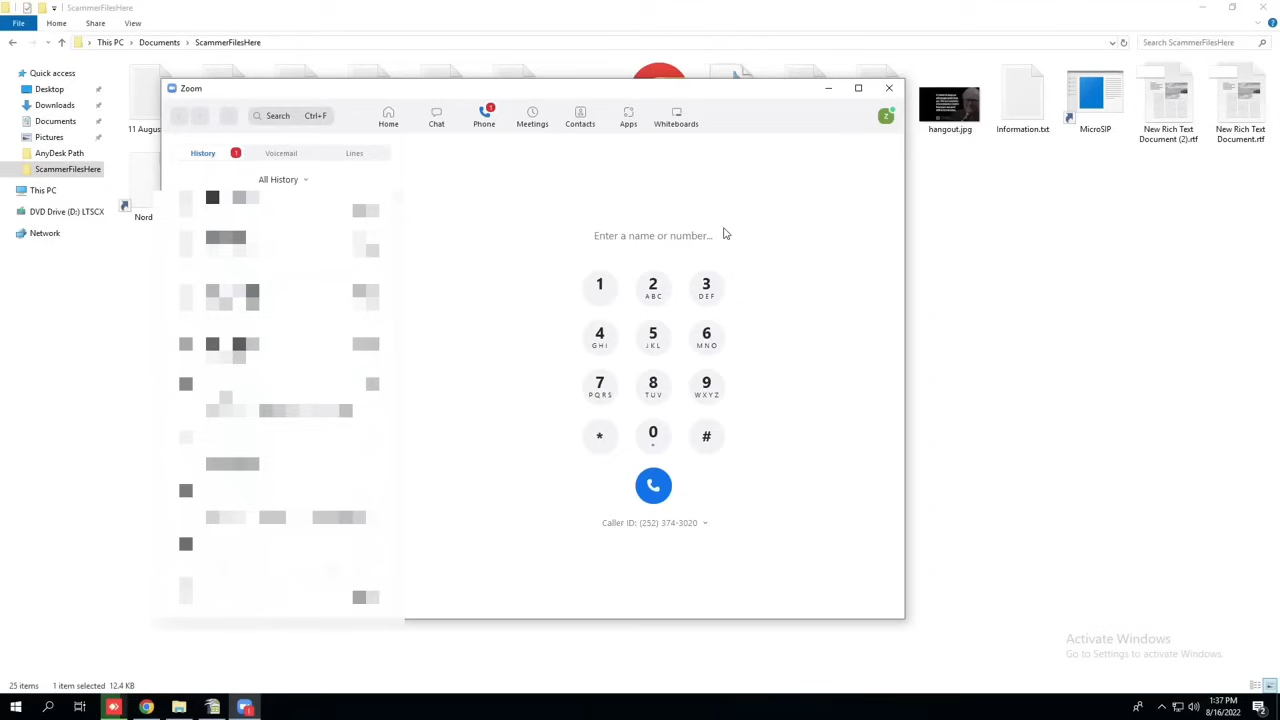 ScammerFilesHere
File Home Share View
This PC Documents ScammerFilesHere
Search ScammerFilesHere
Quick access
Desktop
Downloads
Documents
Pictures
AnyDesk Path
ScammerFilesHere
This PC
DVD Drive (D:) LTSCX
Network
11 Augus
Nord
hangout.jpg
Information.txt
MicroSIP
New Rich Text
Document (2).rtf
New Rich Text
Document.rtf
Zoom
Search Ctrl+F
Home
Chat
1
Phone
Meetings
Contacts
Apps
Whiteboards
Z
History 1 Voicemail Lines
All History
Enter a name or number...
1
2
ABC
3
DEF
4
GHI
5
JKL
6
MNO
7
PQRS
8
TUV
9
WXYZ
*
0
+
#
Caller ID: (252) 374-3020
Activate Windows
Go to Settings to activate Windows.
25 items 1 item selected 12.4 KB
1:37 PM
8/16/2022
2